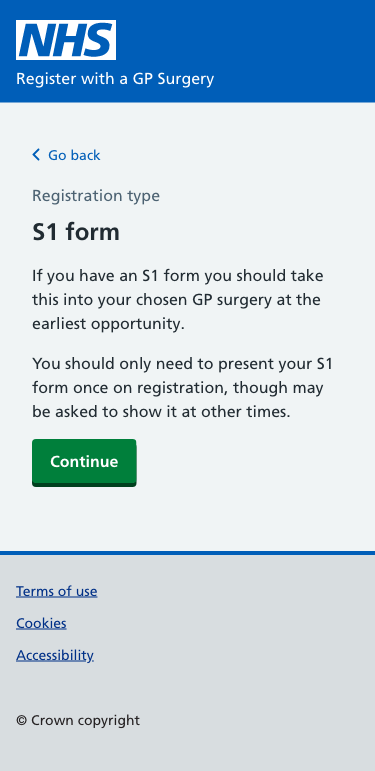 NHS
Register with a GP Surgery
Go back
Registration type
S1 form
If you have an S1 form you should take
this into your chosen GP surgery at the
earliest opportunity.
You should only need to present your S1
form once on registration, though may
be asked to show it at other times.
Continue
Terms of use
Cookies
Accessibility
© Crown copyright